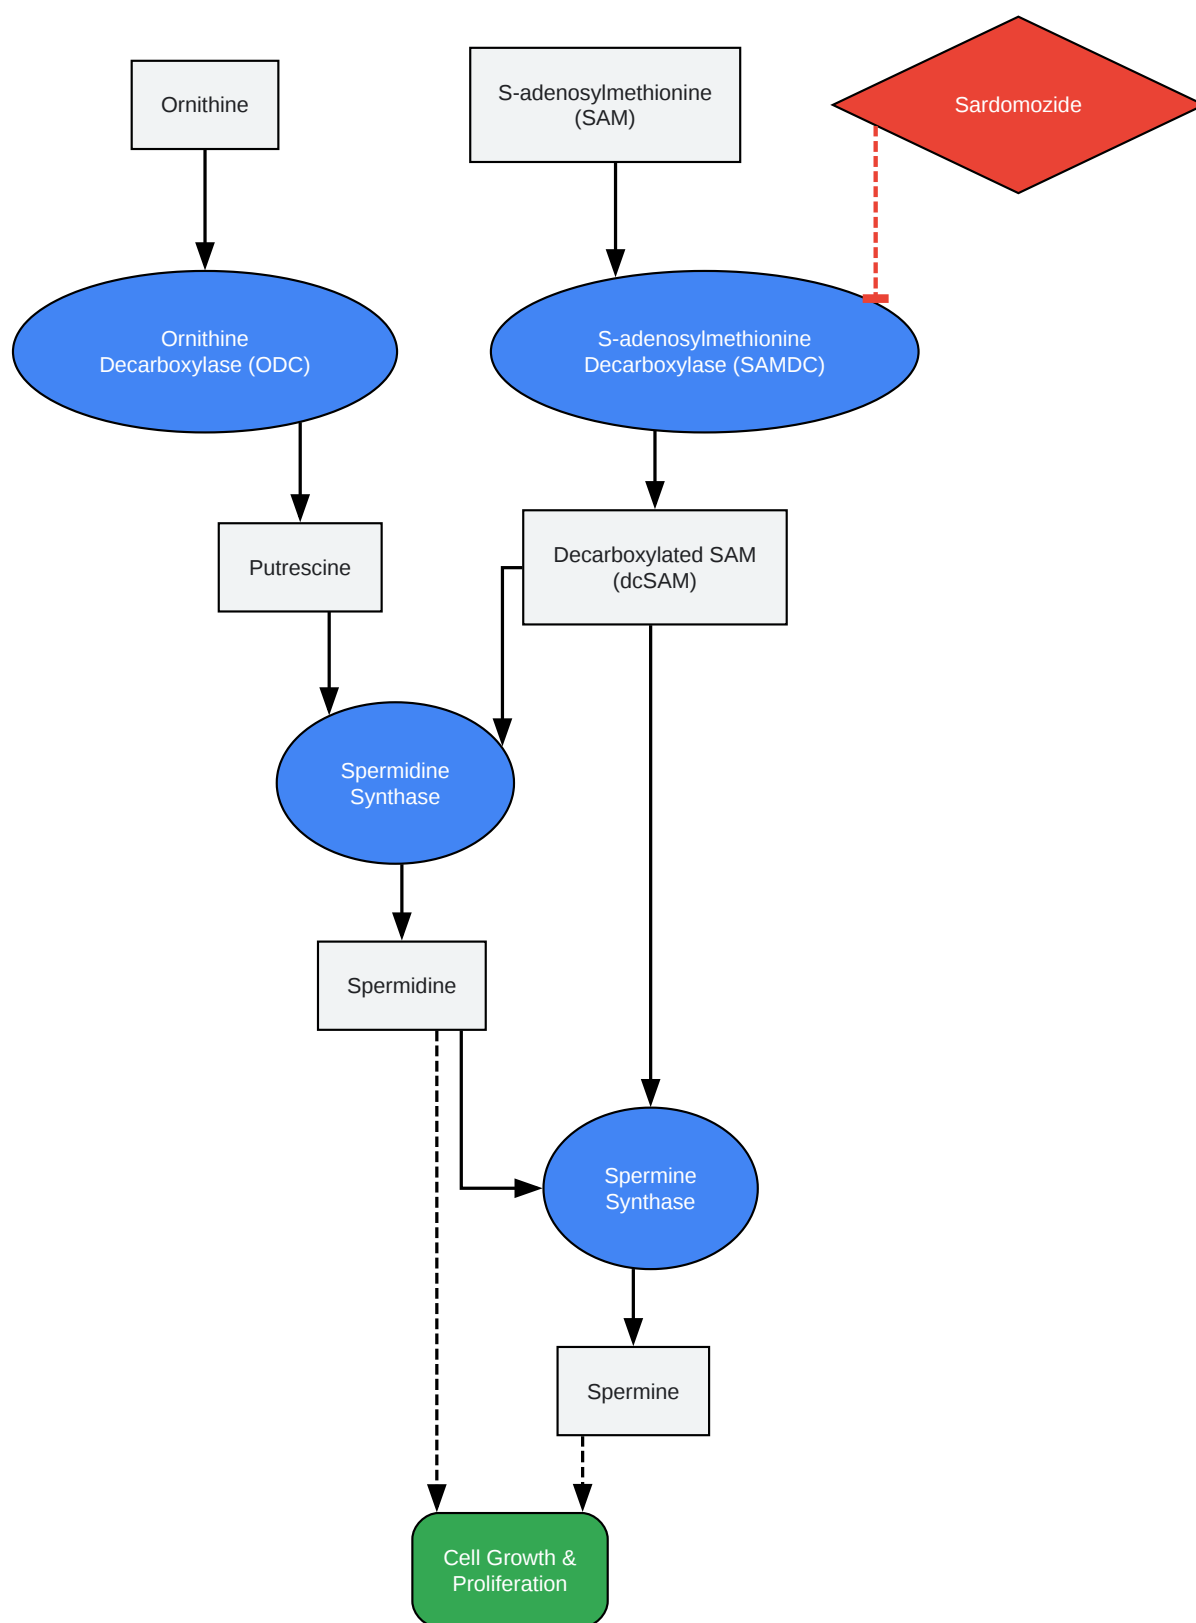 Ornithine
S-adenosylmethionine
(SAM)
Sardomozide
Ornithine
Decarboxylase (ODC)
S-adenosylmethionine
Decarboxylase (SAMDC)
Putrescine
Decarboxylated SAM
(dcSAM)
Spermidine
Synthase
Spermidine
Spermine
Synthase
Spermine
Cell Growth &
Proliferation